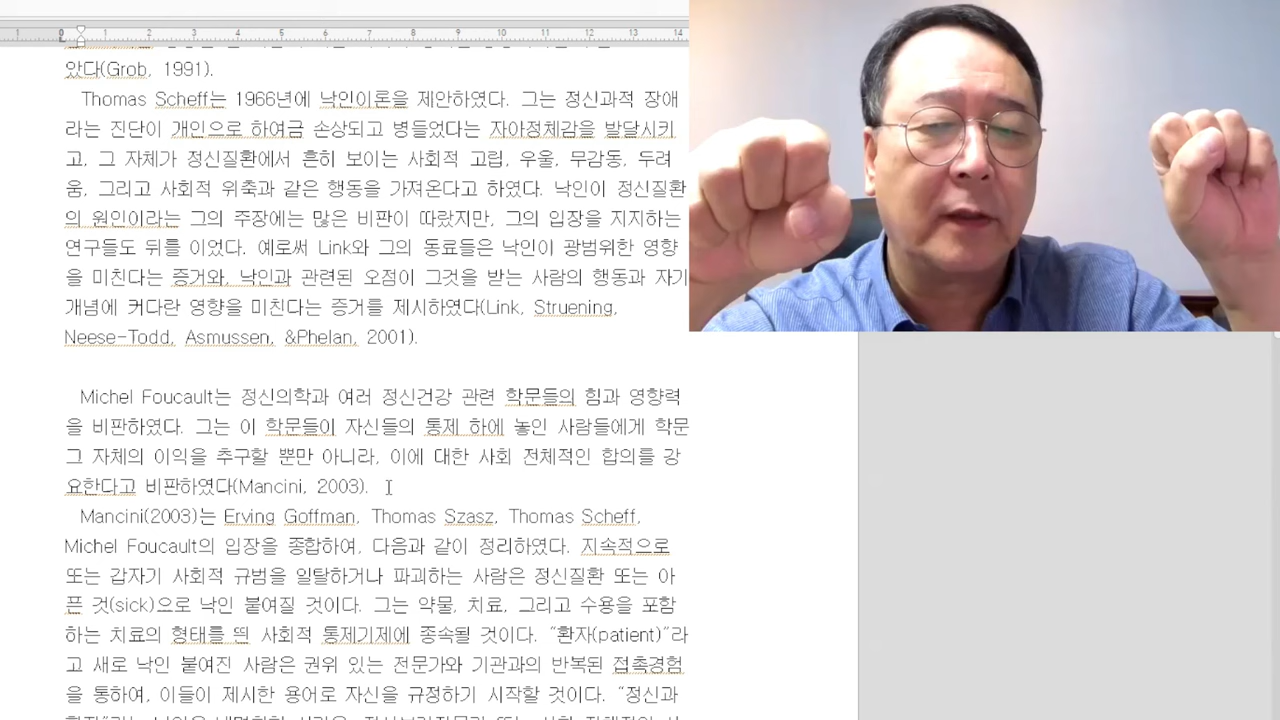 1 2 3 4 5 6 7 8 9 10 11 12 13 14
았다(Grob, 1991).
Thomas Scheff는 1966년에 낙인이론을 제안하였다. 그는 정신과적 장애
라는 진단이 개인으로 하여금 손상되고 병들었다는 자아정체감을 발달시키
고, 그 자체가 정신질환에서 흔히 보이는 사회적 고립, 우울, 무감동, 두려
움, 그리고 사회적 위축과 같은 행동을 가져온다고 하였다. 낙인이 정신질환
의 원인이라는 그의 주장에는 많은 비판이 따랐지만, 그의 입장을 지지하는
연구들도 뒤를 이었다. 예로써 Link와 그의 동료들은 낙인이 광범위한 영향
을 미친다는 증거와, 낙인과 관련된 오점이 그것을 받는 사람의 행동과 자기
개념에 커다란 영향을 미친다는 증거를 제시하였다(Link, Struening,
Neese-Todd, Asmussen, &Phelan, 2001).
Michel Foucault는 정신의학과 여러 정신건강 관련 학문들의 힘과 영향력
을 비판하였다. 그는 이 학문들이 자신들의 통제 하에 놓인 사람들에게 학문
그 자체의 이익을 추구할 뿐만 아니라, 이에 대한 사회 전체적인 합의를 강
요한다고 비판하였다(Mancini, 2003).
Mancini(2003)는 Erving Goffman, Thomas Szasz, Thomas Scheff,
Michel Foucault의 입장을 종합하여, 다음과 같이 정리하였다. 지속적으로
또는 갑자기 사회적 규범을 일탈하거나 파괴하는 사람은 정신질환 또는 아
픈 것(sick)으로 낙인 붙여질 것이다. 그는 약물, 치료, 그리고 수용을 포함
하는 치료의 형태를 띈 사회적 통제기제에 종속될 것이다. “환자(patient)”라
고 새로 낙인 붙여진 사람은 권위 있는 전문가와 기관과의 반복된 접촉경험
을 통하여, 이들이 제시한 용어로 자신을 규정하기 시작할 것이다. “정신과